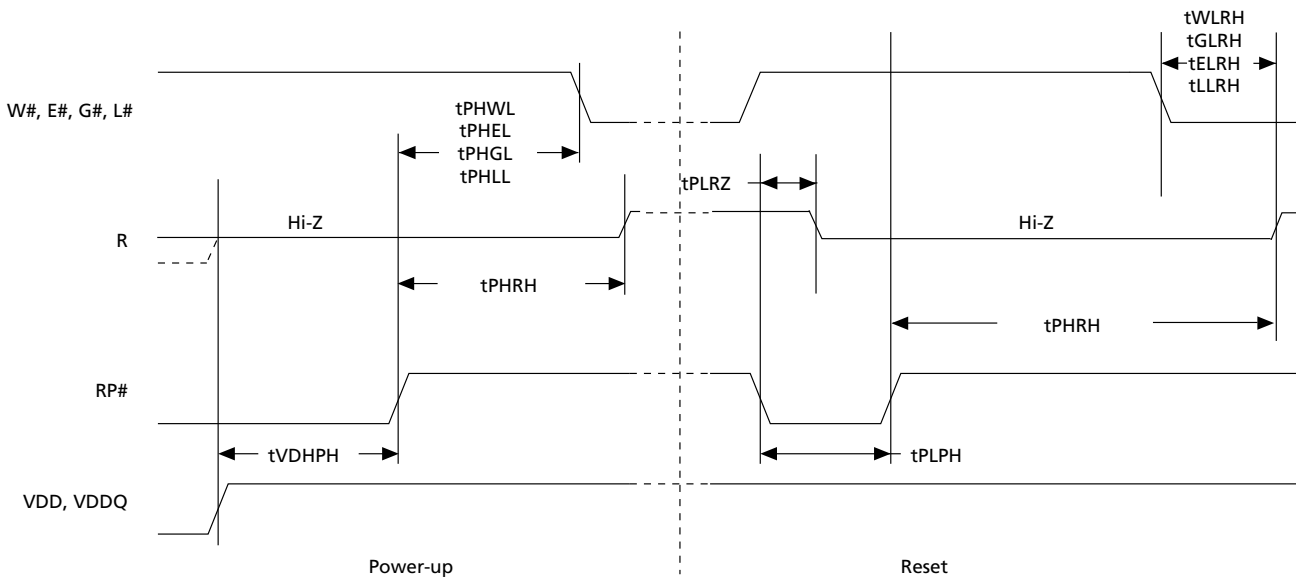 tWLRH
tGLRH
tELRH
tLLRH
W#, E#, G#, L#
tPHWL
tPHEL
tPHGL
tPHLL
tPLRZ
R
Hi-Z
Hi-Z
tPHRH
tPHRH
RP#
tVDHPH
tPLPH
VDD, VDDQ
Power-up
Reset